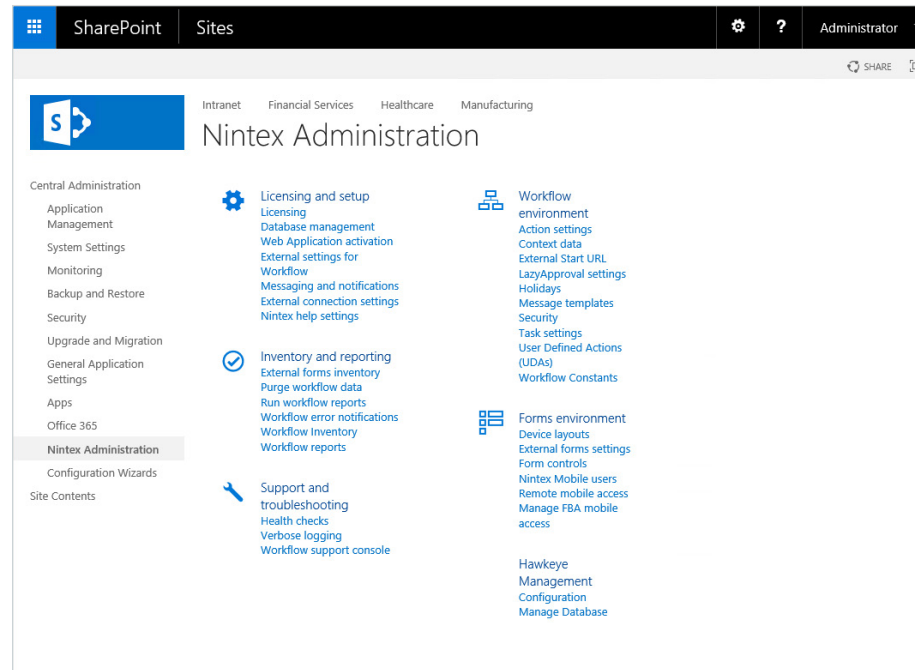 SharePoint
Sites
?
Administrator
SHARE
S
Intranet
Financial Services
Healthcare
Manufacturing
Nintex Administration
Central Administration
Application
Management
System Settings
Monitoring
Backup and Restore
Security
Upgrade and Migration
General Application
Settings
Apps
Office 365
Nintex Administration
Configuration Wizards
Site Contents
Licensing and setup
Licensing
Database management
Web Application activation
External settings for
Workflow
Messaging and notifications
External connection settings
Nintex help settings
Inventory and reporting
External forms inventory
Purge workflow data
Run workflow reports
Workflow error notifications
Workflow Inventory
Workflow reports
Support and
troubleshooting
Health checks
Verbose logging
Workflow support console
Workflow
environment
Action settings
Context data
External Start URL
LazyApproval settings
Holidays
Message templates
Security
Task settings
User Defined Actions
(UDAs)
Workflow Constants
Forms environment
Device layouts
External forms settings
Form controls
Nintex Mobile users
Remote mobile access
Manage FBA mobile
access
Hawkeye
Management
Configuration
Manage Database